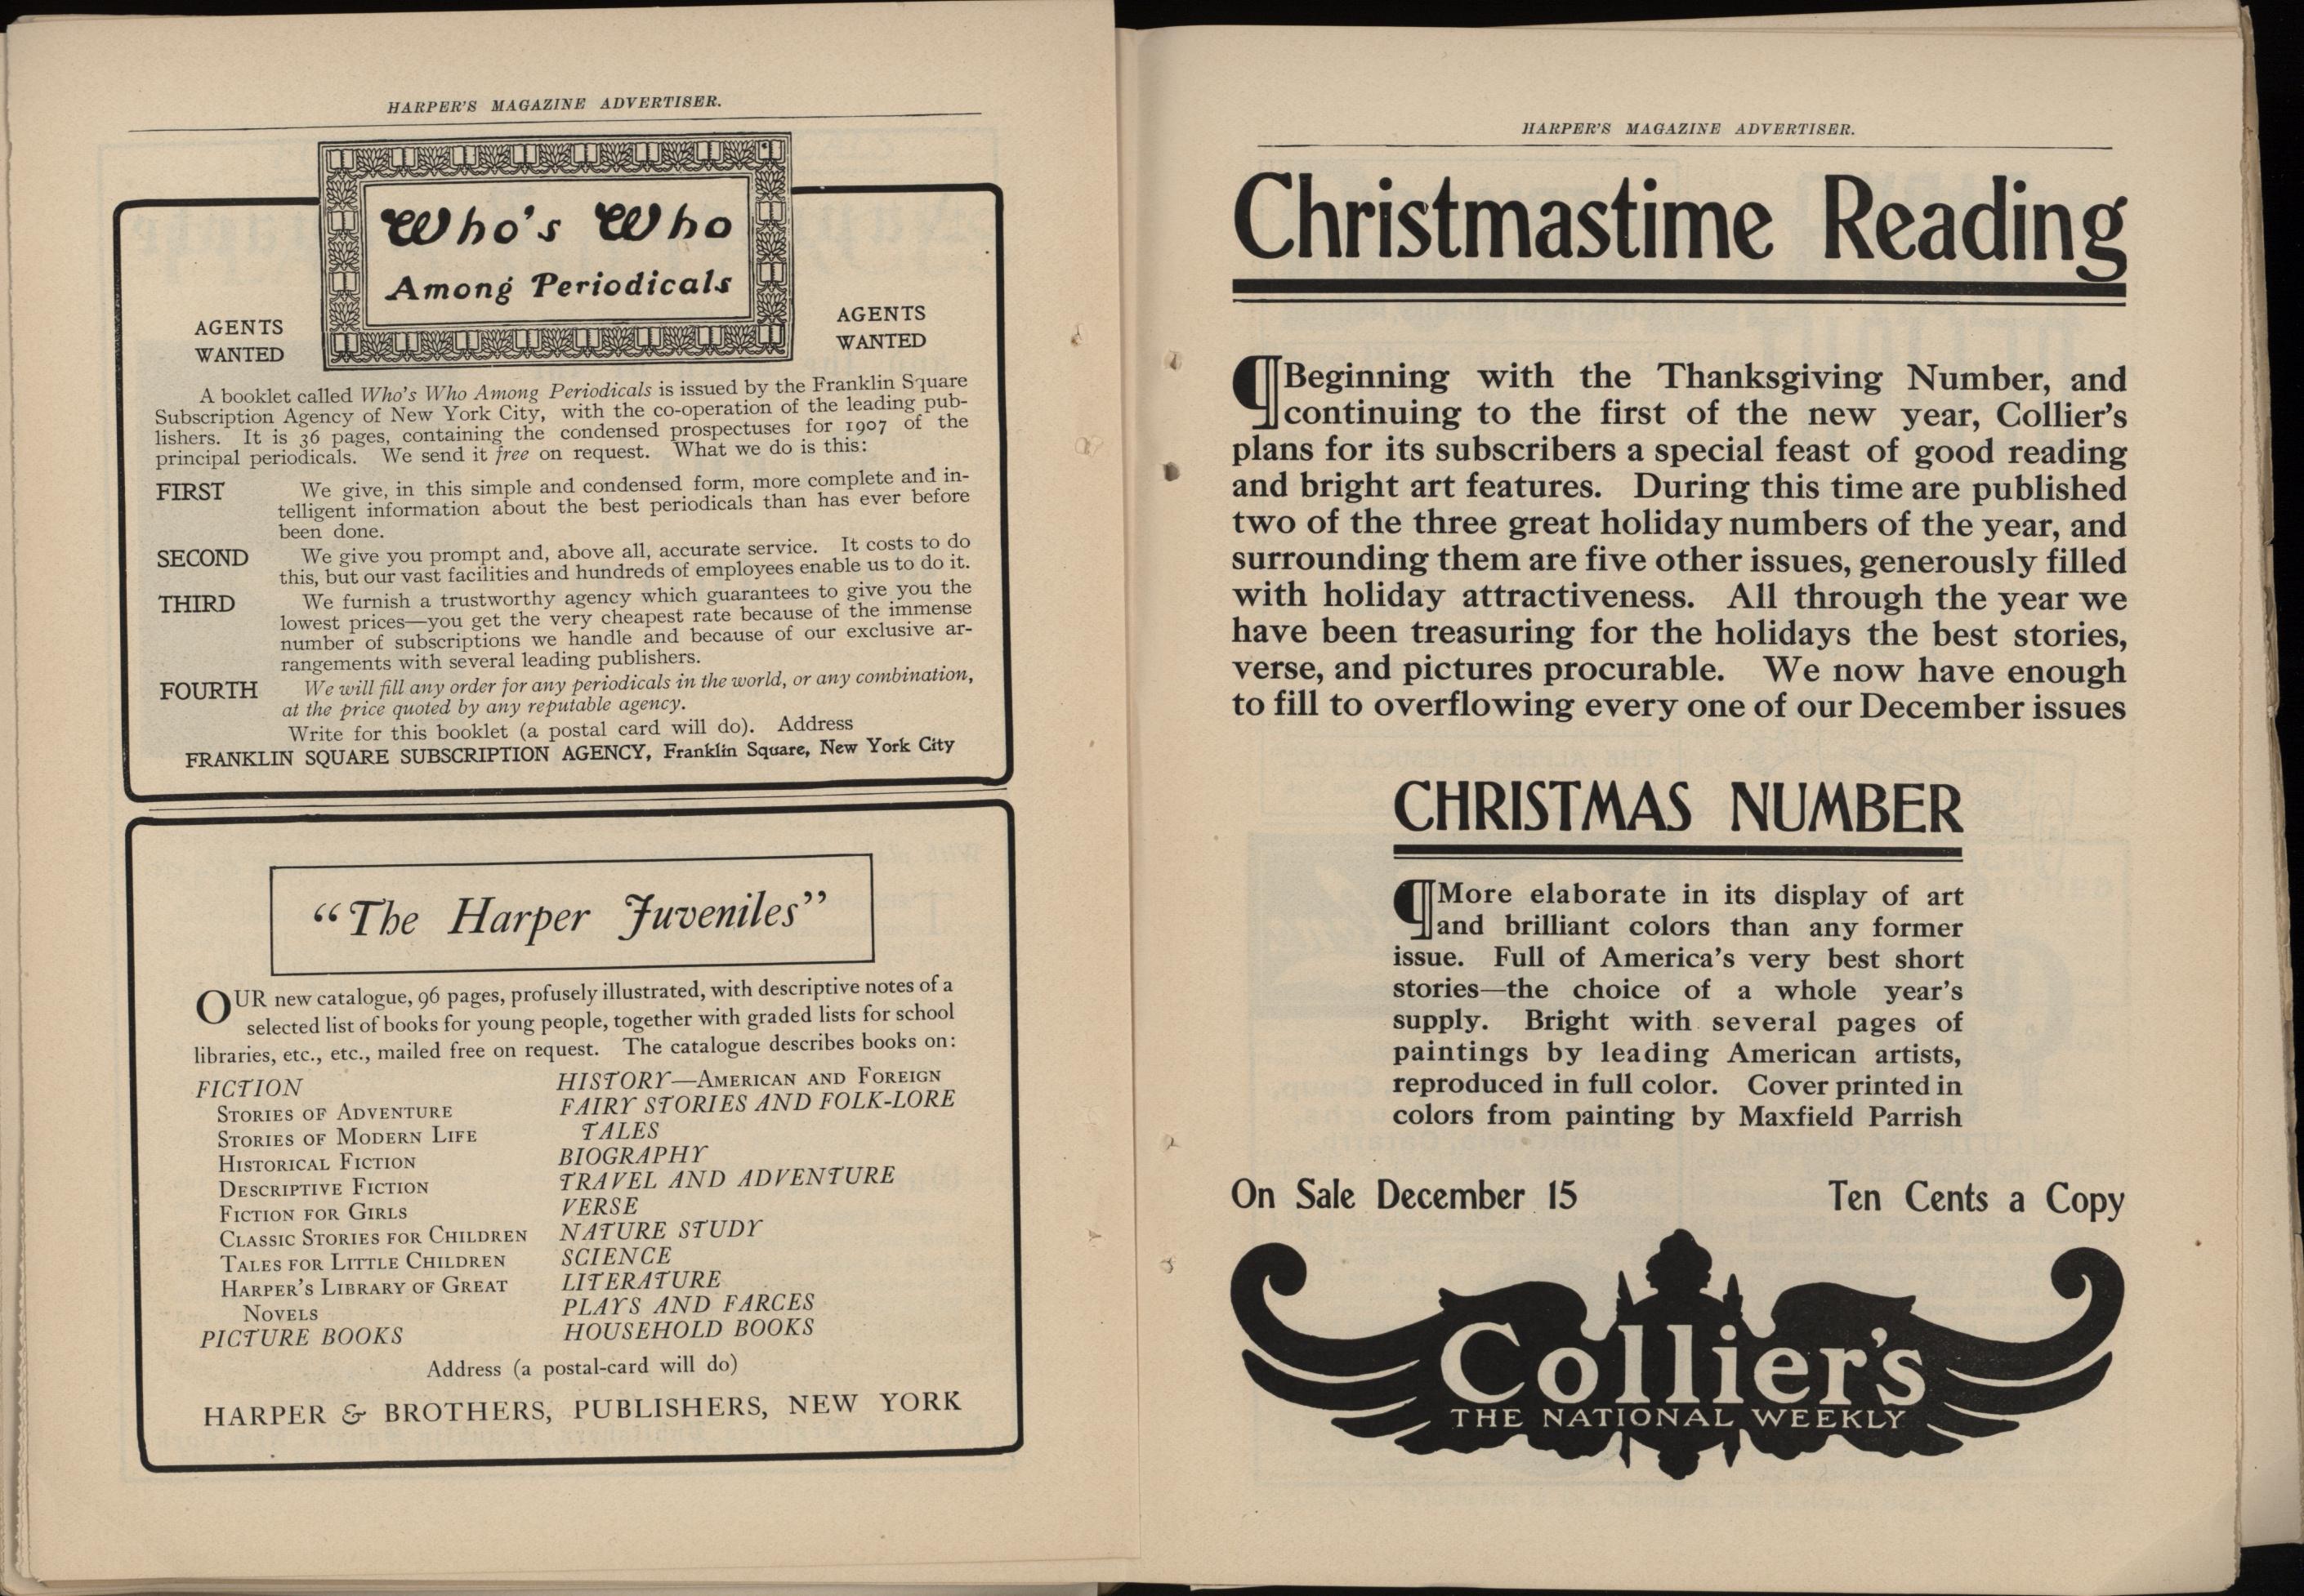 HARPER'S MAGAZINE ADVERTISER.
Who's Who
Among Periodicals
AGENTS
WANTED
AGENTS
WANTED
A booklet called Who's Who Among Periodicals is issued by the Franklin Square
Subscription Agency of New York City, with the co-operation of the leading pub-
lishers. It is 36 pages, containing the condensed prospectuses for 1907 of the
principal periodicals. We send it free on request. What we do is this:
FIRST We give, in this simple and condensed form, more complete and in-
telligent information about the best periodicals than has ever before
been done.
SECOND We give you prompt and, above all, accurate service. It costs to do
this, but our vast facilities and hundreds of employees enable us to do it.
THIRD We furnish a trustworthy agency which guarantees to give you the
lowest prices—you get the very cheapest rate because of the immense
number of subscriptions we handle and because of our exclusive ar-
rangements with several leading publishers.
FOURTH We will fill any order for any periodicals in the world, or any combination,
at the price quoted by any reputable agency.
Write for this booklet (a postal card will do). Address
FRANKLIN SQUARE SUBSCRIPTION AGENCY, Franklin Square, New York City
"The Harper Juveniles"
OUR new catalogue, 96 pages, profusely illustrated, with descriptive notes of a
selected list of books for young people, together with graded lists for school
libraries, etc., etc., mailed free on request. The catalogue describes books on:
FICTION
STORIES OF ADVENTURE
STORIES OF MODERN LIFE
HISTORICAL FICTION
DESCRIPTIVE FICTION
FICTION FOR GIRLS
CLASSIC STORIES FOR CHILDREN
TALES FOR LITTLE CHILDREN
HARPER'S LIBRARY OF GREAT
NOVELS
PICTURE BOOKS
HISTORY—AMERICAN AND FOREIGN
FAIRY STORIES AND FOLK-LORE
TALES
BIOGRAPHY
TRAVEL AND ADVENTURE
VERSE
NATURE STUDY
SCIENCE
LITERATURE
PLAYS AND FARCES
HOUSEHOLD BOOKS
Address (a postal-card will do)
HARPER & BROTHERS, PUBLISHERS, NEW YORK
HARPER'S MAGAZINE ADVERTISER.
Christmastime Reading
¶Beginning with the Thanksgiving Number, and
continuing to the first of the new year, Collier's
plans for its subscribers a special feast of good reading
and bright art features. During this time are published
two of the three great holiday numbers of the year, and
surrounding them are five other issues, generously filled
with holiday attractiveness. All through the year we
have been treasuring for the holidays the best stories,
verse, and pictures procurable. We now have enough
to fill to overflowing every one of our December issues
CHRISTMAS NUMBER
¶More elaborate in its display of art
and brilliant colors than any former
issue. Full of America's very best short
stories—the choice of a whole year's
supply. Bright with several pages of
paintings by leading American artists,
reproduced in full color. Cover printed in
colors from painting by Maxfield Parrish
On Sale December 15 Ten Cents a Copy
Collier's
THE NATIONAL WEEKLY